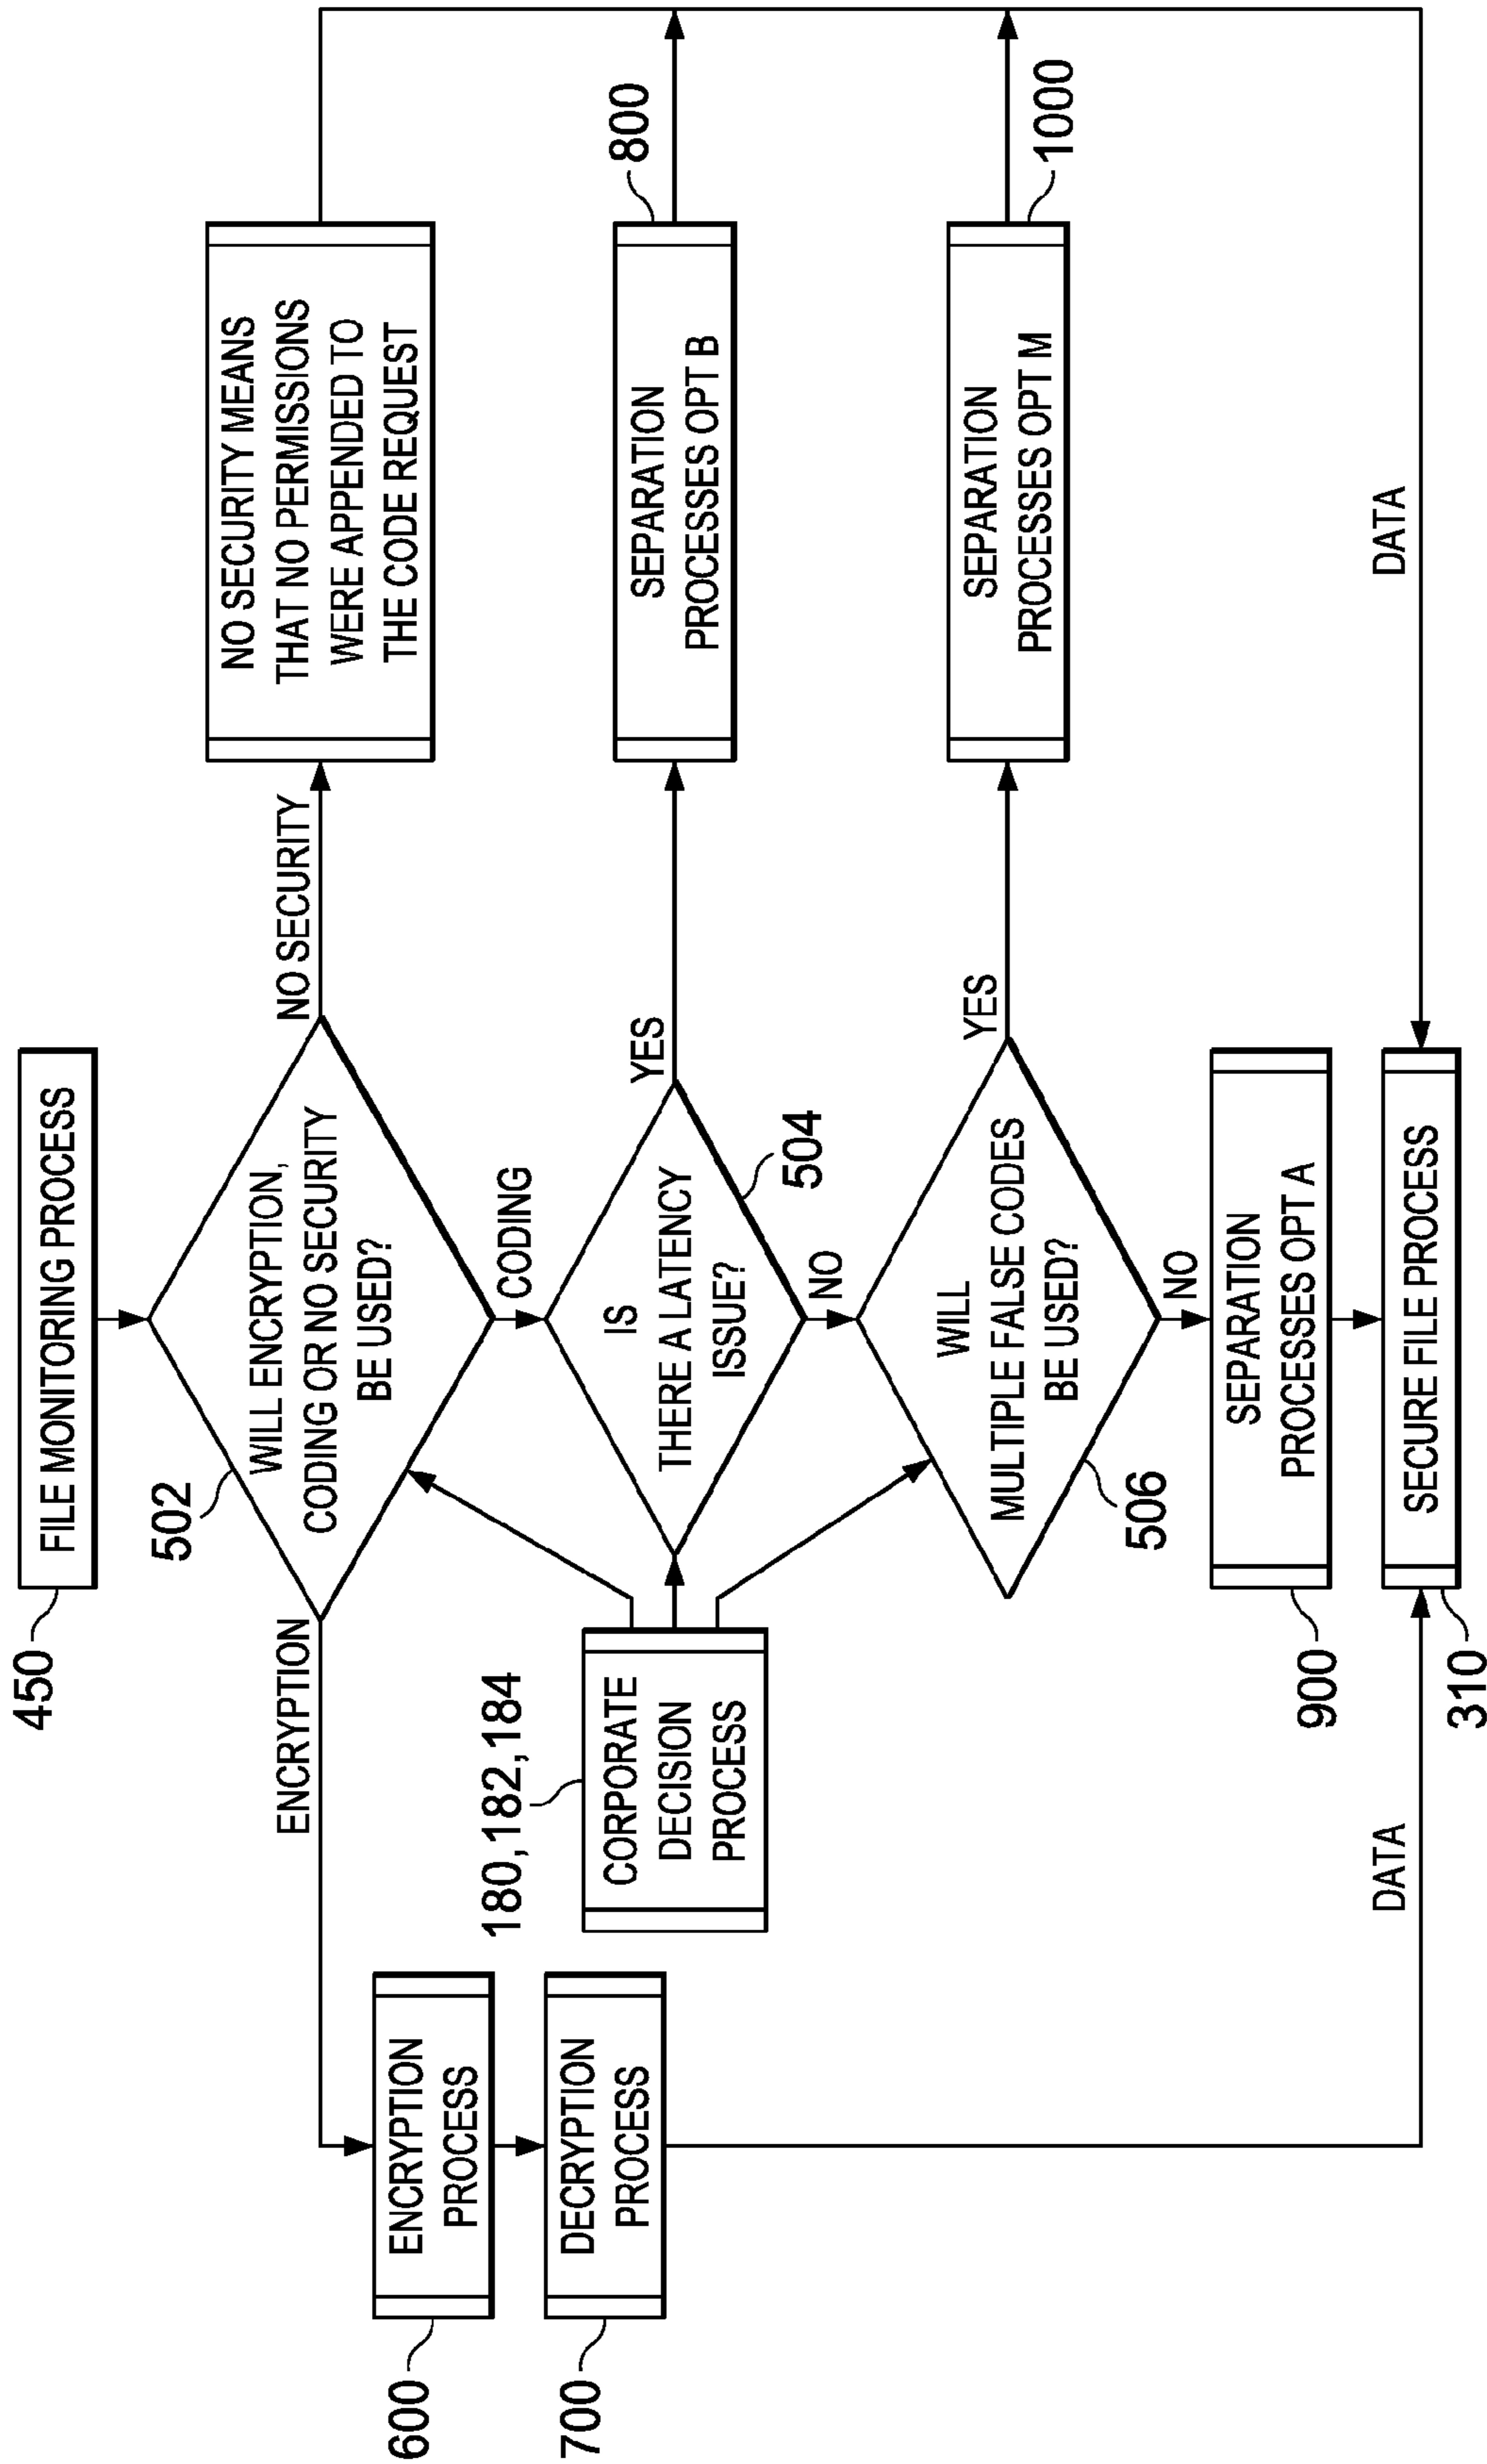 450
FILE MONITORING PROCESS
502
WILL ENCRYPTION,
CODING OR NO SECURITY
BE USED?
ENCRYPTION
NO SECURITY
NO SECURITY MEANS
THAT NO PERMISSIONS
WERE APPENDED TO
THE CODE REQUEST
CODING
600
ENCRYPTION
PROCESS
700
DECRYPTION
PROCESS
180,182,184
CORPORATE
DECISION
PROCESS
IS
THERE A LATENCY
ISSUE?
504
YES
SEPARATION
PROCESSES OPT B
800
NO
WILL
MULTIPLE FALSE CODES
BE USED?
506
YES
SEPARATION
PROCESSES OPT M
1000
NO
900
SEPARATION
PROCESSES OPT A
DATA
310
SECURE FILE PROCESS
DATA